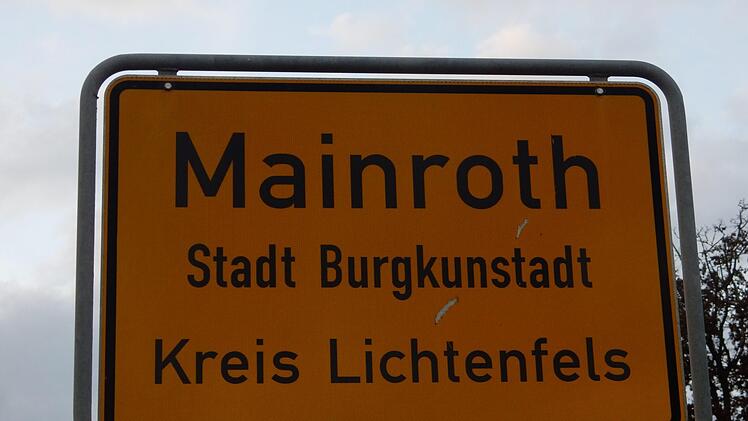 Mainroth
Stadt Burgkunstadt
Kreis Lichtenfels